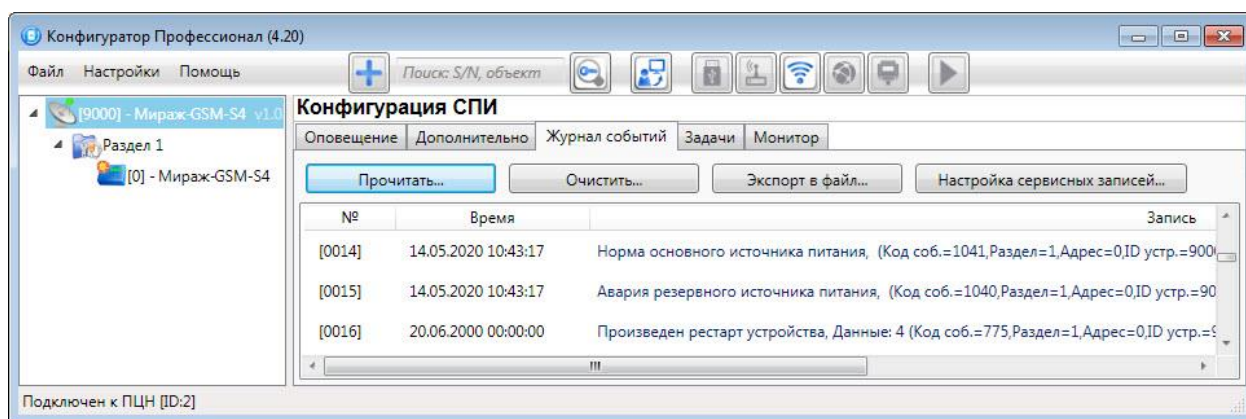 Конфигуратор Профессионал (4.20)
Файл Настройки Помощь Поиск: S/N, объект
[9000] - Мираж-GSM-S4 v1.0
Раздел 1
[0] - Мираж-GSM-S4
Конфигурация СПИ
Оповещение Дополнительно Журнал событий Задачи Монитор
Прочитать... Очистить... Экспорт в файл... Настройка сервисных записей...
№ Время Запись
[0014] 14.05.2020 10:43:17 Норма основного источника питания, (Код соб.=1041,Раздел=1,Адрес=0,ID устр.=900
[0015] 14.05.2020 10:43:17 Авария резервного источника питания, (Код соб.=1040,Раздел=1,Адрес=0,ID устр.=90
[0016] 20.06.2000 00:00:00 Произведен рестарт устройства, Данные: 4 (Код соб.=775,Раздел=1,Адрес=0,ID устр.=9
Подключен к ПЦН [ID:2]